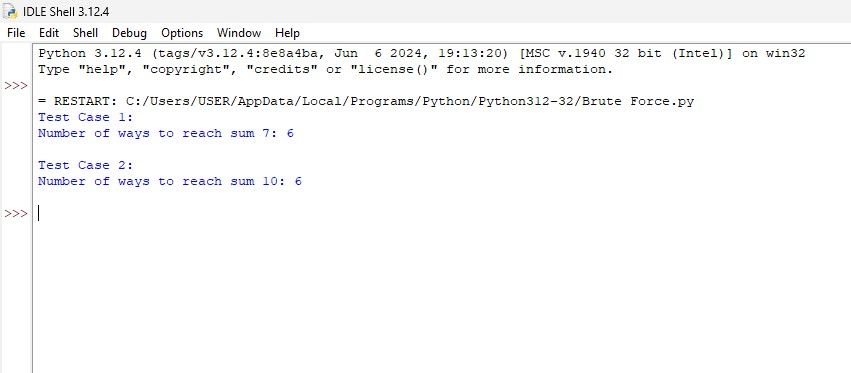 IDLE Shell 3.12.4
File Edit Shell Debug Options Window Help
Python 3.12.4 (tags/v3.12.4:8e8a4ba, Jun  6 2024, 19:13:20) [MSC v.1940 32 bit (Intel)] on win32
Type "help", "copyright", "credits" or "license()" for more information.
>>>
= RESTART: C:/Users/USER/AppData/Local/Programs/Python/Python312-32/Brute Force.py
Test Case 1:
Number of ways to reach sum 7: 6
Test Case 2:
Number of ways to reach sum 10: 6
>>>